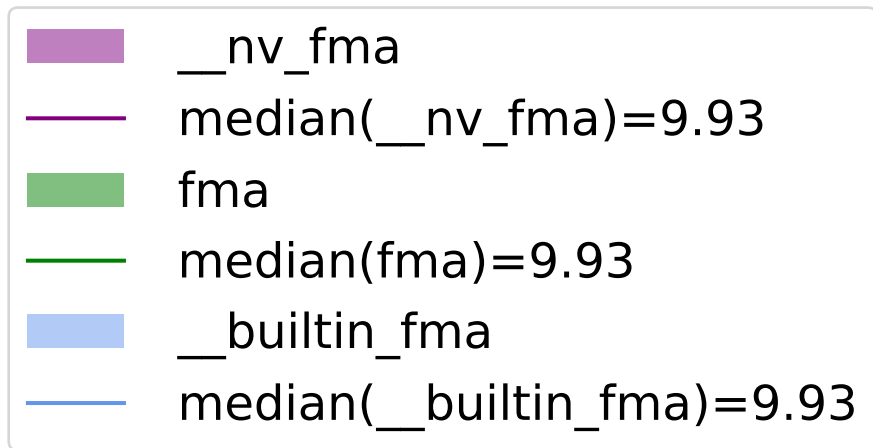 __nv_fma
median(__nv_fma)=9.93
fma
median(fma)=9.93
__builtin_fma
median(__builtin_fma)=9.93